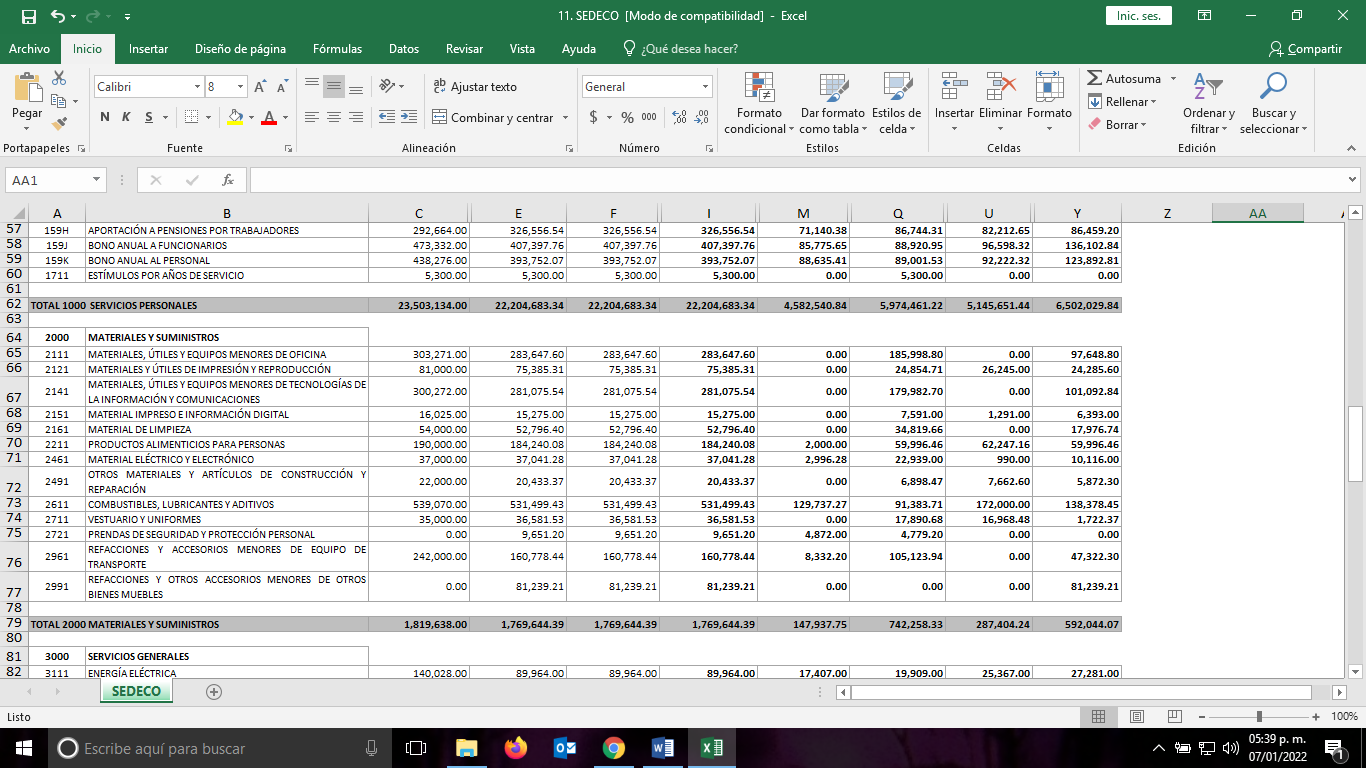 11. SEDECO [Modo de compatibilidad] - Excel
Inic. ses.
Archivo Inicio Insertar Diseño de página Fórmulas Datos Revisar Vista Ayuda ¿Qué desea hacer? Compartir
Pegar
Calibri 8
N K S A A A
Ajustar texto
Combinar y centrar
General
$ % 000
Formato condicional
Dar formato como tabla
Estilos de celda
Insertar Eliminar Formato
Autosuma
Rellenar
Borrar
Ordenar y filtrar
Buscar y seleccionar
Portapapeles Fuente Alineación Número Estilos Celdas Edición
AA1 fx
A B C E F I M Q U Y Z AA
57 159H APORTACIÓN A PENSIONES POR TRABAJADORES 292,664.00 326,556.54 326,556.54 326,556.54 71,140.38 86,744.31 82,212.65 86,459.20
58 159J BONO ANUAL A FUNCIONARIOS 473,332.00 407,397.76 407,397.76 407,397.76 85,775.65 88,920.95 96,598.32 136,102.84
59 159K BONO ANUAL AL PERSONAL 438,276.00 393,752.07 393,752.07 393,752.07 88,635.41 89,001.53 92,222.32 123,892.81
60 1711 ESTÍMULOS POR AÑOS DE SERVICIO 5,300.00 5,300.00 5,300.00 5,300.00 0.00 5,300.00 0.00 0.00
61
62 TOTAL 1000 SERVICIOS PERSONALES 23,503,134.00 22,204,683.34 22,204,683.34 22,204,683.34 4,582,540.84 5,974,461.22 5,145,651.44 6,502,029.84
63
64 2000 MATERIALES Y SUMINISTROS
65 2111 MATERIALES, ÚTILES Y EQUIPOS MENORES DE OFICINA 303,271.00 283,647.60 283,647.60 283,647.60 0.00 185,998.80 0.00 97,648.80
66 2121 MATERIALES Y ÚTILES DE IMPRESIÓN Y REPRODUCCIÓN 81,000.00 75,385.31 75,385.31 75,385.31 0.00 24,854.71 26,245.00 24,285.60
67 2141 MATERIALES, ÚTILES Y EQUIPOS MENORES DE TECNOLOGÍAS DE
LA INFORMACIÓN Y COMUNICACIONES 300,272.00 281,075.54 281,075.54 281,075.54 0.00 179,982.70 0.00 101,092.84
68 2151 MATERIAL IMPRESO E INFORMACIÓN DIGITAL 16,025.00 15,275.00 15,275.00 15,275.00 0.00 7,591.00 1,291.00 6,393.00
69 2161 MATERIAL DE LIMPIEZA 54,000.00 52,796.40 52,796.40 52,796.40 0.00 34,819.66 0.00 17,976.74
70 2211 PRODUCTOS ALIMENTICIOS PARA PERSONAS 190,000.00 184,240.08 184,240.08 184,240.08 2,000.00 59,996.46 62,247.16 59,996.46
71 2461 MATERIAL ELÉCTRICO Y ELECTRÓNICO 37,000.00 37,041.28 37,041.28 37,041.28 2,996.28 22,939.00 990.00 10,116.00
72 2491 OTROS MATERIALES Y ARTÍCULOS DE CONSTRUCCIÓN Y
REPARACIÓN 22,000.00 20,433.37 20,433.37 20,433.37 0.00 6,898.47 7,662.60 5,872.30
73 2611 COMBUSTIBLES, LUBRICANTES Y ADITIVOS 539,070.00 531,499.43 531,499.43 531,499.43 129,737.27 91,383.71 172,000.00 138,378.45
74 2711 VESTUARIO Y UNIFORMES 35,000.00 36,581.53 36,581.53 36,581.53 0.00 17,890.68 16,968.48 1,722.37
75 2721 PRENDAS DE SEGURIDAD Y PROTECCIÓN PERSONAL 0.00 9,651.20 9,651.20 9,651.20 4,872.00 4,779.20 0.00 0.00
76 2961 REFACCIONES Y ACCESORIOS MENORES DE EQUIPO DE
TRANSPORTE 242,000.00 160,778.44 160,778.44 160,778.44 8,332.20 105,123.94 0.00 47,322.30
77 2991 REFACCIONES Y OTROS ACCESORIOS MENORES DE OTROS
BIENES MUEBLES 0.00 81,239.21 81,239.21 81,239.21 0.00 0.00 0.00 81,239.21
78
79 TOTAL 2000 MATERIALES Y SUMINISTROS 1,819,638.00 1,769,644.39 1,769,644.39 1,769,644.39 147,937.75 742,258.33 287,404.24 592,044.07
80
81 3000 SERVICIOS GENERALES
82 3111 ENERGÍA ELÉCTRICA 140,028.00 89,964.00 89,964.00 89,964.00 17,407.00 19,909.00 25,367.00 27,281.00
SEDECO
Listo 100%
Escribe aquí para buscar
05:39 p. m.
07/01/2022
1